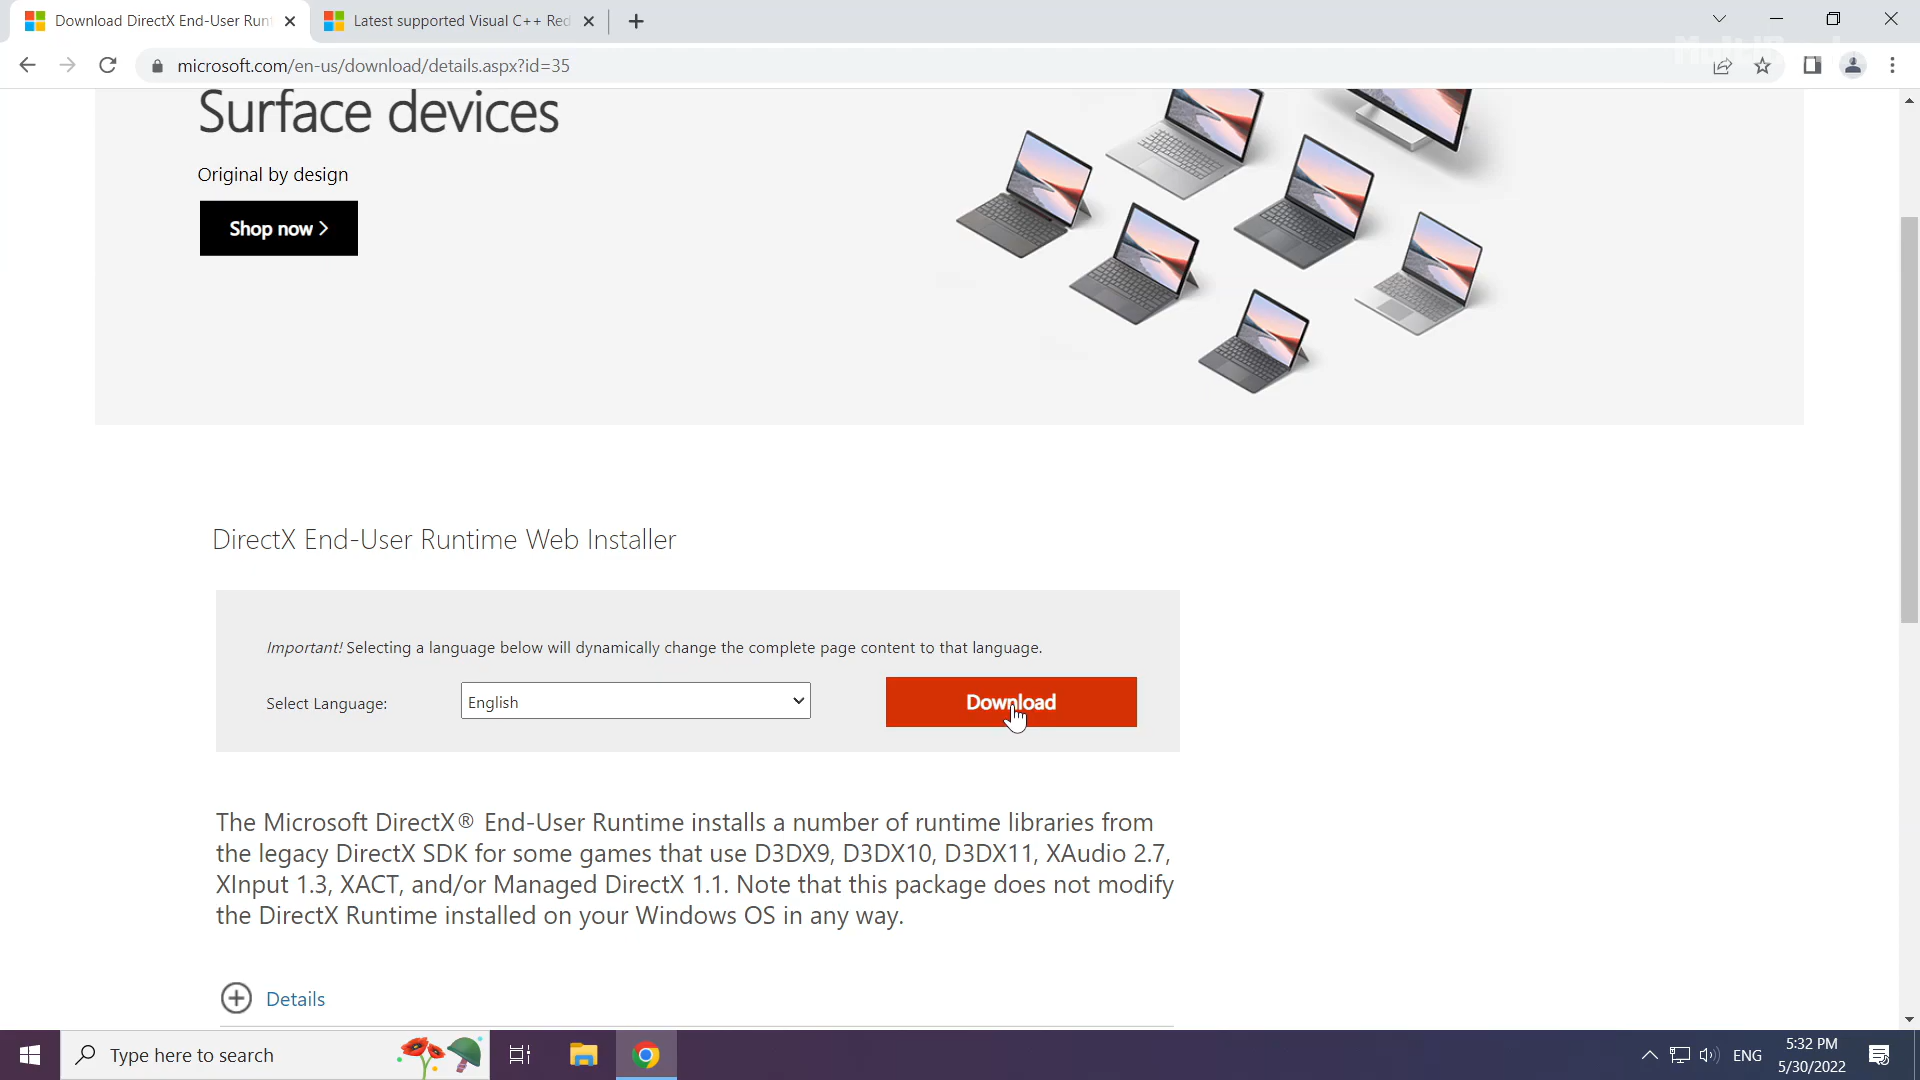 Download DirectX End-User Runt
Latest supported Visual C++ Red
microsoft.com/en-us/download/details.aspx?id=35
Surface devices
Original by design
Shop now >
DirectX End-User Runtime Web Installer
Important! Selecting a language below will dynamically change the complete page content to that language.
Select Language:
English
Download
The Microsoft DirectX® End-User Runtime installs a number of runtime libraries from
the legacy DirectX SDK for some games that use D3DX9, D3DX10, D3DX11, XAudio 2.7,
XInput 1.3, XACT, and/or Managed DirectX 1.1. Note that this package does not modify
the DirectX Runtime installed on your Windows OS in any way.
Details
Type here to search
ENG
5:32 PM
5/30/2022